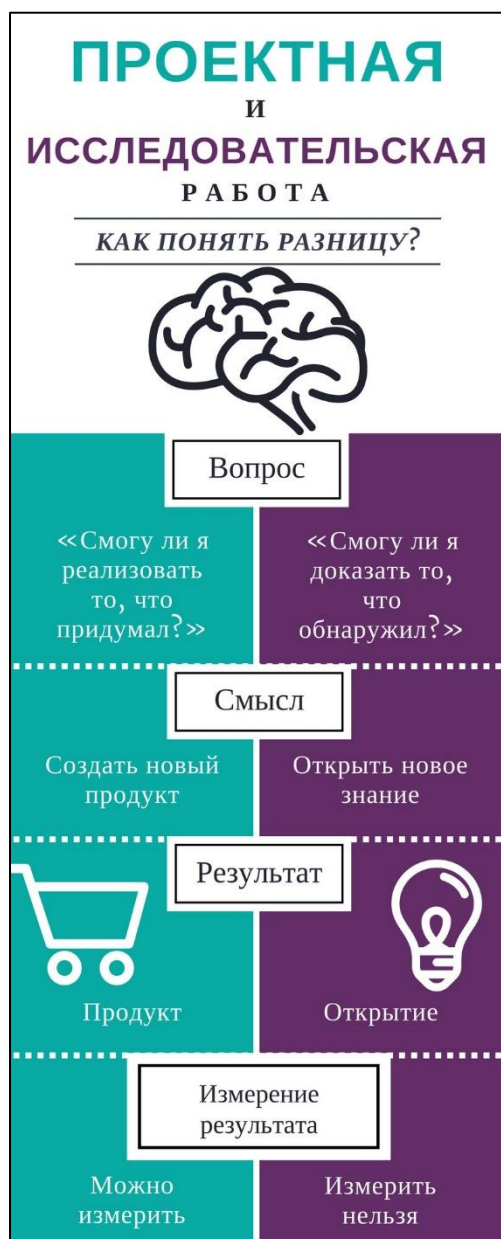 ПРОЕКТНАЯ
И
ИССЛЕДОВАТЕЛЬСКАЯ
РАБОТА
КАК ПОНЯТЬ РАЗНИЦУ?
Вопрос
«Смогу ли я
реализовать
то, что
придумал?»
«Смогу ли я
доказать то,
что
обнаружил?»
Смысл
Создать новый
продукт
Открыть новое
знание
Результат
Продукт
Открытие
Измерение
результата
Можно
измерить
Измерить
нельзя